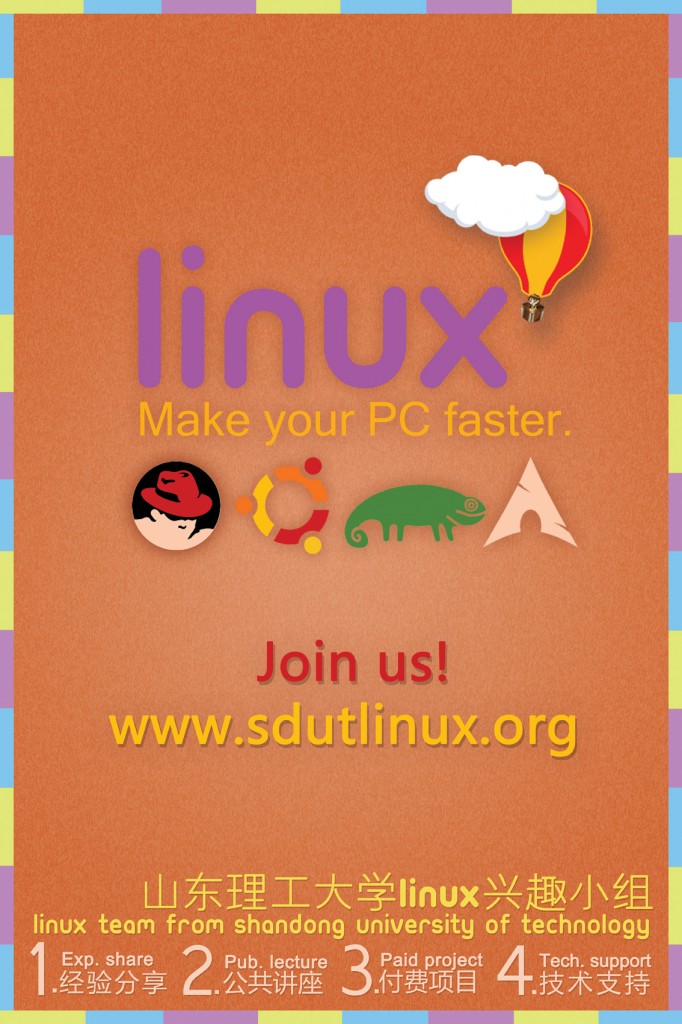 linux
Make your PC faster.
Join us!
www.sdutlinux.org
山东理工大学linux兴趣小组
linux team from shandong university of technology
1. Exp. share 经验分享
2. Pub. lecture 公共讲座
3. Paid project 付费项目
4. Tech. support 技术支持